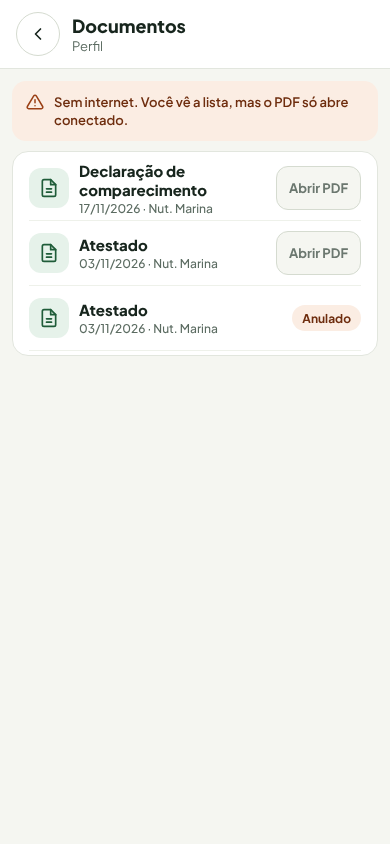 Documentos
Perfil
Sem internet. Você vê a lista, mas o PDF só abre
conectado.
Declaração de
comparecimento
17/11/2026 · Nut. Marina
Abrir PDF
Atestado
03/11/2026 · Nut. Marina
Abrir PDF
Atestado
03/11/2026 · Nut. Marina
Anulado